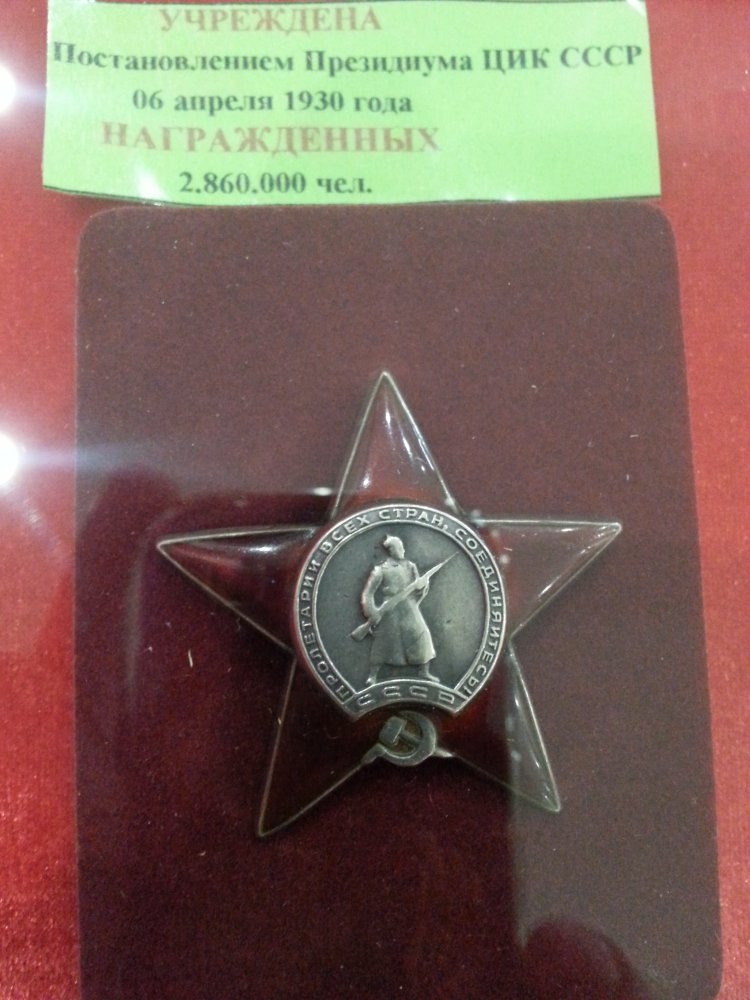 УЧРЕЖДЕНА
Постановлением Президиума ЦИК СССР
06 апреля 1930 года
НАГРАЖДЕННЫХ
2.860.000 чел.
ПРОЛЕТАРИИ ВСЕХ СТРАН, СОЕДИНЯЙТЕСЬ!
СССР